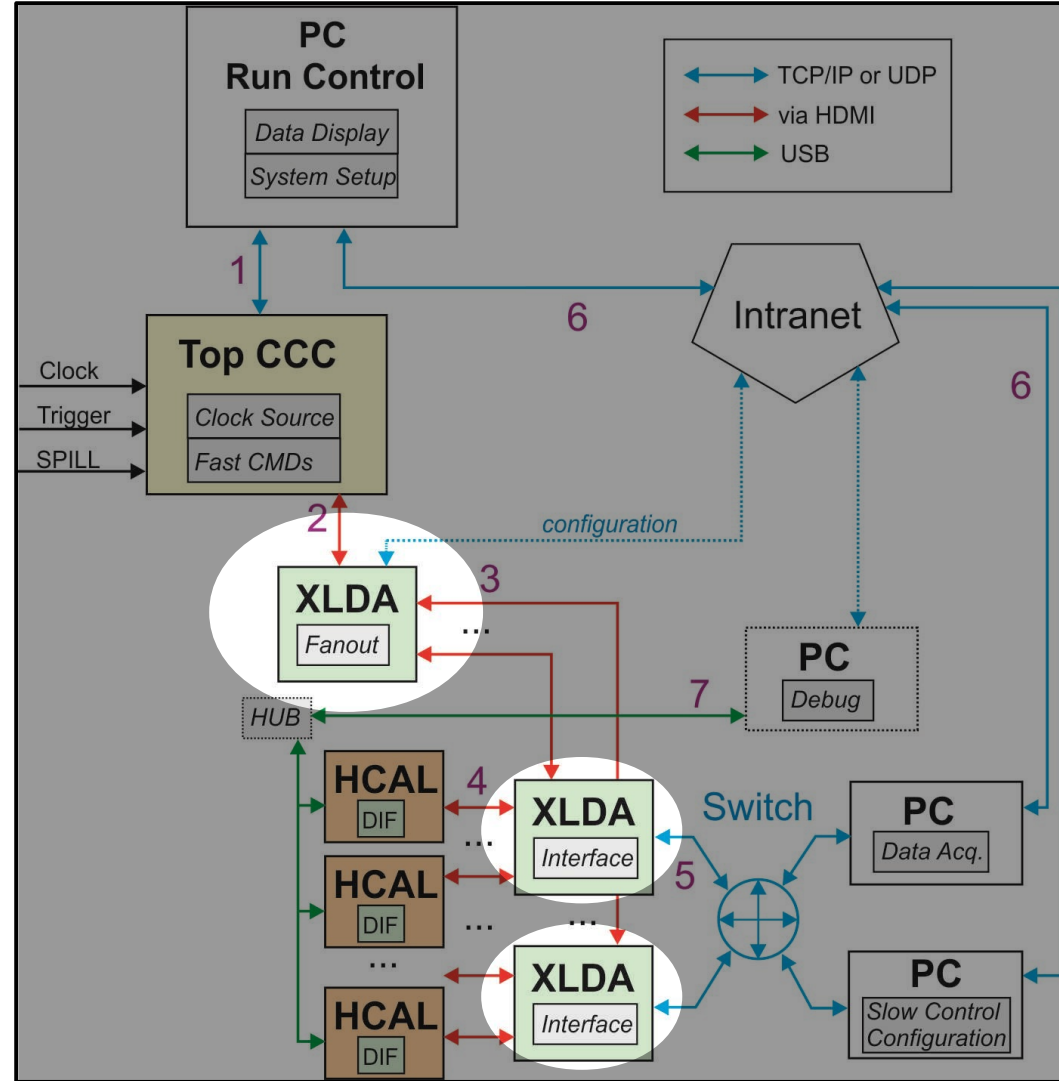 PC
Run Control
Data Display
System Setup
TCP/IP or UDP
via HDMI
USB
1
6
Intranet
6
Top CCC
Clock Source
Fast CMDs
Clock
Trigger
SPILL
2
configuration
XLDA
Fanout
3
...
PC
Debug
7
HUB
HCAL
DIF
4
...
XLDA
Interface
5
Switch
PC
Data Acq.
HCAL
DIF
...
...
...
XLDA
Interface
PC
Slow Control
Configuration
HCAL
DIF